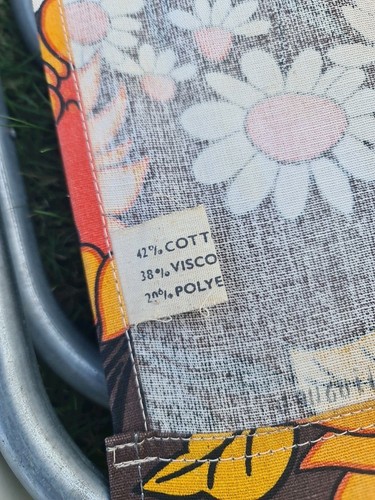 42% COTT
38% VISCO
20% POLYE